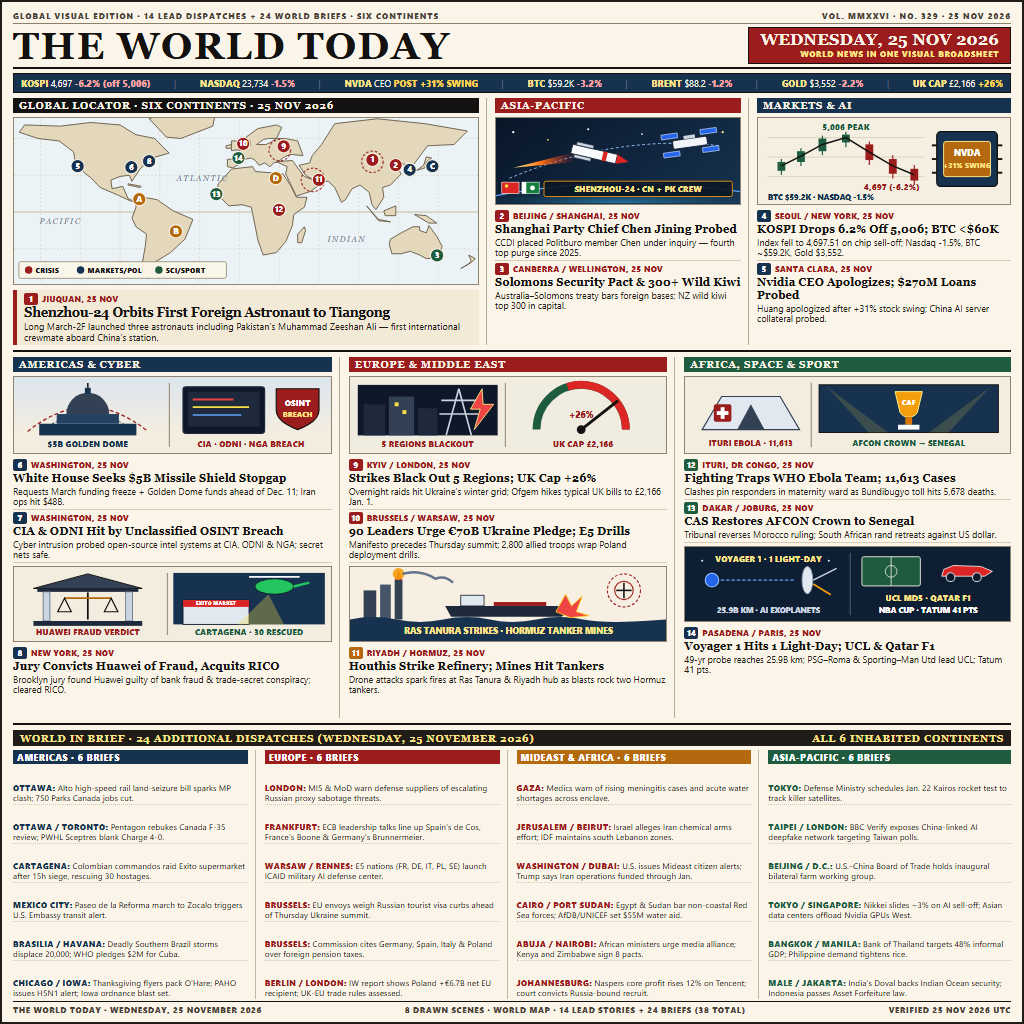 GLOBAL VISUAL EDITION · 14 LEAD DISPATCHES + 24 WORLD BRIEFS · SIX CONTINENTS
VOL. MMXXVI · NO. 329 · 25 NOV 2026
THE WORLD TODAY
WEDNESDAY, 25 NOV 2026
WORLD NEWS IN ONE VISUAL BROADSHEET
KOSPI 4,697 -6.2% (off 5,006) | NASDAQ 23,734 -1.5% | NVDA CEO POST +31% SWING | BTC $59.2K -3.2% | BRENT $88.2 -1.2% | GOLD $3,552 -2.2% | UK CAP £2,166 +26%
GLOBAL LOCATOR · SIX CONTINENTS · 25 NOV 2026
5
6
8
10
9
14
1
2
4
C
ATLANTIC
D
11
13
A
12
PACIFIC
B
INDIAN
3
CRISIS
MARKETS/POL
SCI/SPORT
1 JIUQUAN, 25 NOV
Shenzhou-24 Orbits First Foreign Astronaut to Tiangong
Long March-2F launched three astronauts including Pakistan's Muhammad Zeeshan Ali — first international
crewmate aboard China's station.
ASIA-PACIFIC
SHENZHOU-24 · CN + PK CREW
2 BEIJING / SHANGHAI, 25 NOV
Shanghai Party Chief Chen Jining Probed
CCDI placed Politburo member Chen under inquiry — fourth
top purge since 2025.
3 CANBERRA / WELLINGTON, 25 NOV
Solomons Security Pact & 300+ Wild Kiwi
Australia–Solomons treaty bars foreign bases; NZ wild kiwi
top 300 in capital.
MARKETS & AI
5,006 PEAK
NVDA
+31% SWING
4,697 (-6.2%)
BTC $59.2K · NASDAQ -1.5%
4 SEOUL / NEW YORK, 25 NOV
KOSPI Drops 6.2% Off 5,006; BTC <$60K
Index fell to 4,697.51 on chip sell-off; Nasdaq -1.5%, BTC
~$59.2K, Gold $3,552.
5 SANTA CLARA, 25 NOV
Nvidia CEO Apologizes; $270M Loans
Probed
Huang apologized after +31% stock swing; China AI server
collateral probed.
AMERICAS & CYBER
$5B GOLDEN DOME
OSINT
BREACH
CIA · ODNI · NGA BREACH
6 WASHINGTON, 25 NOV
White House Seeks $5B Missile Shield Stopgap
Requests March funding freeze + Golden Dome funds ahead of Dec. 11; Iran
ops hit $48B.
7 WASHINGTON, 25 NOV
CIA & ODNI Hit by Unclassified OSINT Breach
Cyber intrusion probed open-source intel systems at CIA, ODNI & NGA; secret
nets safe.
HUAWEI FRAUD VERDICT
EXITO MARKET
CARTAGENA · 30 RESCUED
8 NEW YORK, 25 NOV
Jury Convicts Huawei of Fraud, Acquits RICO
Brooklyn jury found Huawei guilty of bank fraud & trade-secret conspiracy;
cleared RICO.
EUROPE & MIDDLE EAST
5 REGIONS BLACKOUT
+26%
UK CAP £2,166
9 KYIV / LONDON, 25 NOV
Strikes Black Out 5 Regions; UK Cap +26%
Overnight raids hit Ukraine's winter grid; Ofgem hikes typical UK bills to £2,166
Jan. 1.
10 BRUSSELS / WARSAW, 25 NOV
90 Leaders Urge €70B Ukraine Pledge; E5 Drills
Manifesto precedes Thursday summit; 2,800 allied troops wrap Poland
deployment drills.
RAS TANURA STRIKES · HORMUZ TANKER MINES
11 RIYADH / HORMUZ, 25 NOV
Houthis Strike Refinery; Mines Hit Tankers
Drone attacks spark fires at Ras Tanura & Riyadh hub as blasts rock two Hormuz
tankers.
AFRICA, SPACE & SPORT
ITURI EBOLA · 11,613
CAF
AFCON CROWN → SENEGAL
12 ITURI, DR CONGO, 25 NOV
Fighting Traps WHO Ebola Team; 11,613 Cases
Clashes pin responders in maternity ward as Bundibugyo toll hits 5,678 deaths.
13 DAKAR / JOBURG, 25 NOV
CAS Restores AFCON Crown to Senegal
Tribunal reverses Morocco ruling; South African rand retreats against US dollar.
VOYAGER 1 · 1 LIGHT-DAY
25.9B KM · AI EXOPLANETS
UCL MD5 · QATAR F1
NBA CUP · TATUM 41 PTS
14 PASADENA / PARIS, 25 NOV
Voyager 1 Hits 1 Light-Day; UCL & Qatar F1
49-yr probe reaches 25.9B km; PSG–Roma & Sporting–Man Utd lead UCL; Tatum
41 pts.
WORLD IN BRIEF · 24 ADDITIONAL DISPATCHES (WEDNESDAY, 25 NOVEMBER 2026)
ALL 6 INHABITED CONTINENTS
AMERICAS · 6 BRIEFS
OTTAWA: Alto high-speed rail land-seizure bill sparks MP
clash; 750 Parks Canada jobs cut.
OTTAWA / TORONTO: Pentagon rebukes Canada F-35
review; PWHL Sceptres blank Charge 4-0.
CARTAGENA: Colombian commandos raid Exito supermarket
after 15h siege, rescuing 30 hostages.
MEXICO CITY: Paseo de la Reforma march to Zocalo triggers
U.S. Embassy transit alert.
BRASILIA / HAVANA: Deadly Southern Brazil storms
displace 20,000; WHO pledges $2M for Cuba.
CHICAGO / IOWA: Thanksgiving flyers pack O'Hare; PAHO
issues H5N1 alert; Iowa ordnance blast set.
EUROPE · 6 BRIEFS
LONDON: MI5 & MoD warn defense suppliers of escalating
Russian proxy sabotage threats.
FRANKFURT: ECB leadership talks line up Spain's de Cos,
France's Boone & Germany's Brunnermeier.
WARSAW / RENNES: E5 nations (FR, DE, IT, PL, SE) launch
ICAID military AI defense center.
BRUSSELS: EU envoys weigh Russian tourist visa curbs ahead
of Thursday Ukraine summit.
BRUSSELS: Commission cites Germany, Spain, Italy & Poland
over foreign pension taxes.
BERLIN / LONDON: IW report shows Poland +€6.7B net EU
recipient; UK-EU trade rules assessed.
MIDEAST & AFRICA · 6 BRIEFS
GAZA: Medics warn of rising meningitis cases and acute water
shortages across enclave.
JERUSALEM / BEIRUT: Israel alleges Iran chemical arms
effort; IDF maintains south Lebanon zones.
WASHINGTON / DUBAI: U.S. issues Mideast citizen alerts;
Trump says Iran operations funded through Jan.
CAIRO / PORT SUDAN: Egypt & Sudan bar non-coastal Red
Sea forces; AfDB/UNICEF set $55M water aid.
ABUJA / NAIROBI: African ministers urge media alliance;
Kenya and Zimbabwe sign 8 pacts.
JOHANNESBURG: Naspers core profit rises 12% on Tencent;
court convicts Russia-bound recruit.
ASIA-PACIFIC · 6 BRIEFS
TOKYO: Defense Ministry schedules Jan. 22 Kairos rocket test to
track killer satellites.
TAIPEI / LONDON: BBC Verify exposes China-linked AI
deepfake network targeting Taiwan polls.
BEIJING / D.C.: U.S.-China Board of Trade holds inaugural
bilateral farm working group.
TOKYO / SINGAPORE: Nikkei slides ~3% on AI sell-off; Asian
data centers offload Nvidia GPUs West.
BANGKOK / MANILA: Bank of Thailand targets 48% informal
GDP; Philippine demand tightens rice.
MALE / JAKARTA: India's Doval backs Indian Ocean security;
Indonesia passes Asset Forfeiture law.
THE WORLD TODAY · WEDNESDAY, 25 NOVEMBER 2026
8 DRAWN SCENES · WORLD MAP · 14 LEAD STORIES + 24 BRIEFS (38 TOTAL)
VERIFIED 25 NOV 2026 UTC